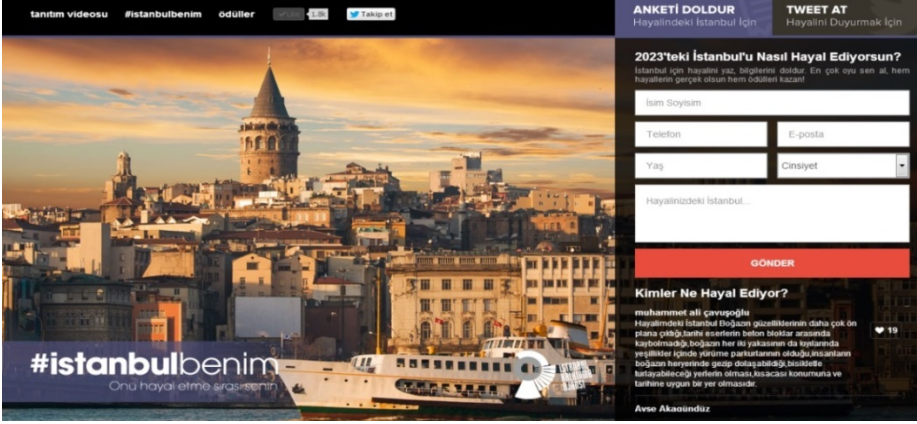 tanıtım videosu #istanbulbenim ödüller 1.8k Takip et
ANKETİ DOLDUR
Hayalindeki İstanbul İçin
TWEET AT
Hayalini Duyurmak İçin
2023'teki İstanbul'u Nasıl Hayal Ediyorsun?
İstanbul için hayalini yaz, bilgilerini doldur. En çok oyu sen al, hem
hayallerin gerçek olsun hem ödülleri kazan!
İsim Soyisim
Telefon
E-posta
Yaş
Cinsiyet
Hayalinizdeki İstanbul...
GÖNDER
Kimler Ne Hayal Ediyor?
muhammet ali çavuşoğlu
Hayalimdeki İstanbul Boğazın güzelliklerinin daha çok ön
plana çıktığı,tarihi eserlerin beton bloklar arasında
kaybolmadığı,boğazın her iki yakasının da kıyılarında
yeşillikler içinde yürüme parkurlarının olduğu,insanların
boğazın heryerinde gezip dolaşabildiği,bisikletle
turlayabileceği yerlerin olması,kısacası konumuna ve
tarihine uygun bir yer olmasıdır.
19
Ayşe Akagündüz
#istanbulbenim
Onu hayal etme sırası senin